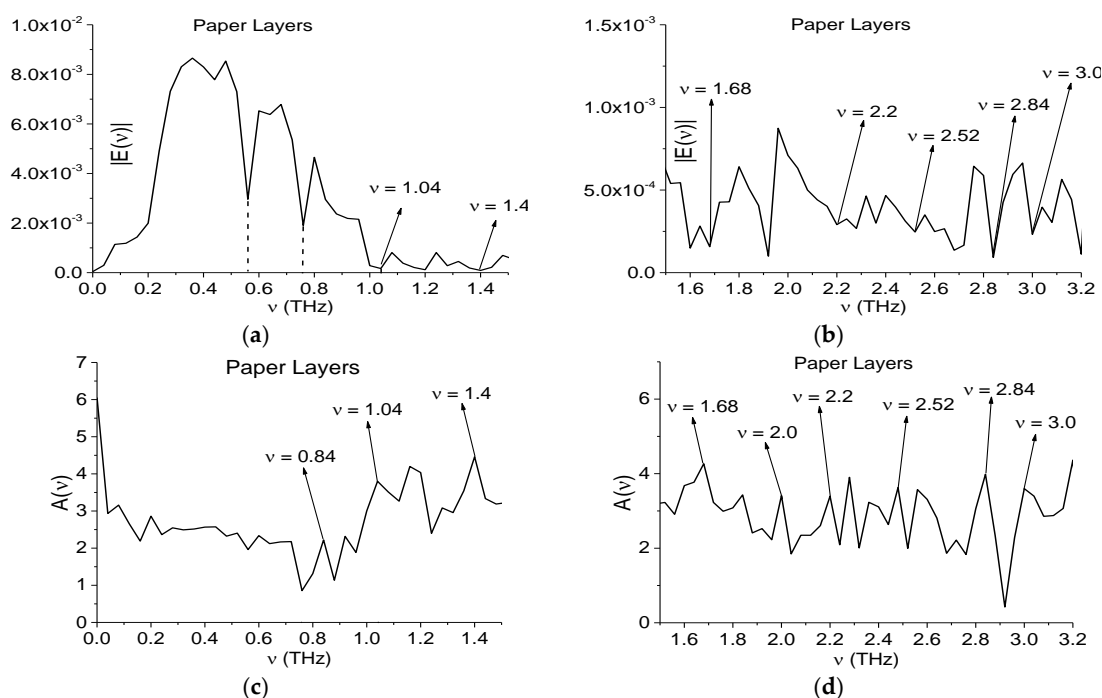 Paper Layers
1.0x10⁻²
8.0x10⁻³
6.0x10⁻³
4.0x10⁻³
2.0x10⁻³
0.0
|E(ν)|
ν = 1.04
ν = 1.4
0.0 0.2 0.4 0.6 0.8 1.0 1.2 1.4
ν (THz)
(a)
Paper Layers
1.5x10⁻³
1.0x10⁻³
5.0x10⁻⁴
0.0
|E(ν)|
ν = 1.68
ν = 2.2
ν = 2.52
ν = 2.84
ν = 3.0
1.6 1.8 2.0 2.2 2.4 2.6 2.8 3.0 3.2
ν (THz)
(b)
Paper Layers
7
6
5
4
3
2
1
0
A(ν)
ν = 0.84
ν = 1.04
ν = 1.4
0.0 0.2 0.4 0.6 0.8 1.0 1.2 1.4
ν (THz)
(c)
Paper Layers
6
4
2
0
A(ν)
ν = 1.68
ν = 2.0
ν = 2.2
ν = 2.52
ν = 2.84
ν = 3.0
1.6 1.8 2.0 2.2 2.4 2.6 2.8 3.0 3.2
ν (THz)
(d)